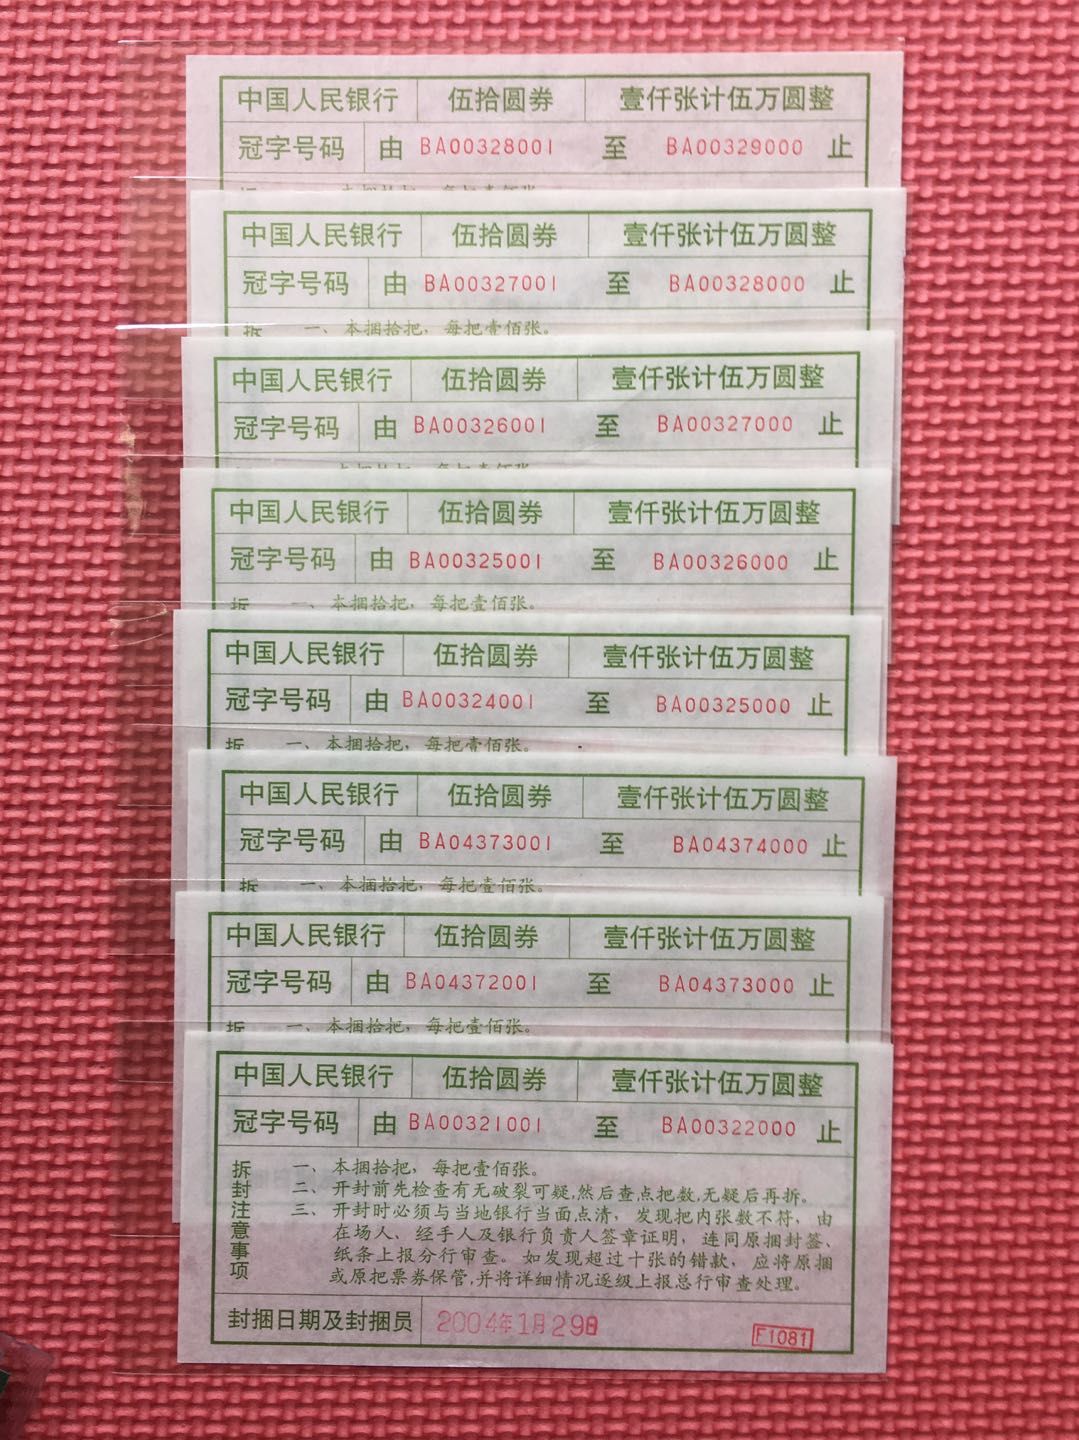 中国人民银行 伍拾圆券 壹仟张计伍万圆整
冠字号码 由 BA00328001 至 BA00329000 止
中国人民银行 伍拾圆券 壹仟张计伍万圆整
冠字号码 由 BA00327001 至 BA00328000 止
拆 一、本捆拾把，每把壹佰张。
中国人民银行 伍拾圆券 壹仟张计伍万圆整
冠字号码 由 BA00326001 至 BA00327000 止
中国人民银行 伍拾圆券 壹仟张计伍万圆整
冠字号码 由 BA00325001 至 BA00326000 止
拆 一、本捆拾把，每把壹佰张。
中国人民银行 伍拾圆券 壹仟张计伍万圆整
冠字号码 由 BA00324001 至 BA00325000 止
拆 一、本捆拾把，每把壹佰张。
中国人民银行 伍拾圆券 壹仟张计伍万圆整
冠字号码 由 BA04373001 至 BA04374000 止
拆 一、本捆拾把，每把壹佰张。
中国人民银行 伍拾圆券 壹仟张计伍万圆整
冠字号码 由 BA04372001 至 BA04373000 止
拆 一、本捆拾把，每把壹佰张。
中国人民银行 伍拾圆券 壹仟张计伍万圆整
冠字号码 由 BA00321001 至 BA00322000 止
拆封注意事项
一、本捆拾把，每把壹佰张。
二、开封前先检查有无破裂可疑,然后查点把数,无疑后再拆。
三、开封时必须与当地银行当面点清，发现把内张数不符，由
在场人、经手人及银行负责人签章证明，连同原捆封签、
纸条上报分行审查。如发现超过十张的错款，应将原捆
或原把票券保管,并将详细情况逐级上报总行审查处理。
封捆日期及封捆员 2004年1月29日 F1081